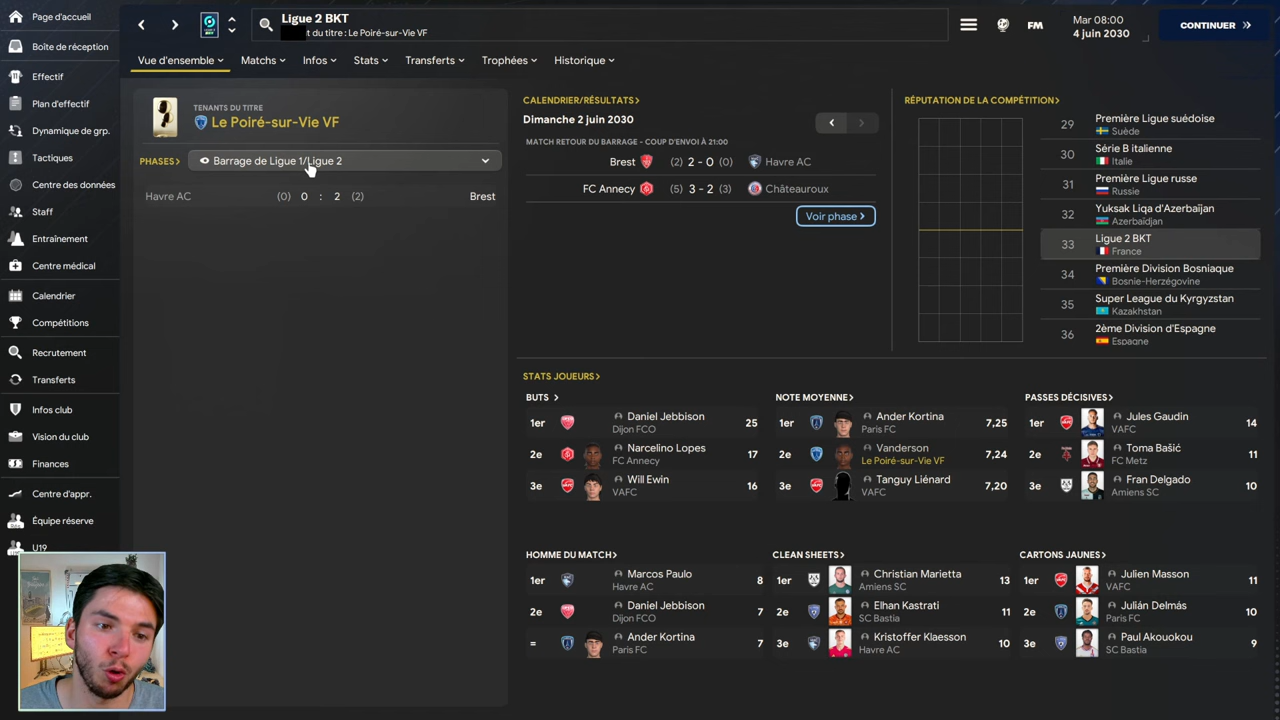 Page d'accueil
Boîte de réception
Effectif
Plan d'effectif
Dynamique de grp.
Tactiques
Centre des données
Staff
Entraînement
Centre médical
Calendrier
Compétitions
Recrutement
Transferts
Infos club
Vision du club
Finances
Centre d'appr.
Équipe réserve
U19
Ligue 2 BKT
t du titre : Le Poiré-sur-Vie VF
FM
Mar 08:00
4 juin 2030
CONTINUER
Vue d'ensemble
Matchs
Infos
Stats
Transferts
Trophées
Historique
TENANTS DU TITRE
Le Poiré-sur-Vie VF
PHASES
Barrage de Ligue 1/Ligue 2
Havre AC (0) 0 : 2 (2) Brest
CALENDRIER/RÉSULTATS
Dimanche 2 juin 2030
MATCH RETOUR DU BARRAGE - COUP D'ENVOI À 21:00
Brest (2) 2 - 0 (0) Havre AC
FC Annecy (5) 3 - 2 (3) Châteauroux
Voir phase
RÉPUTATION DE LA COMPÉTITION
29 Première Ligue suédoise
Suède
30 Série B italienne
Italie
31 Première Ligue russe
Russie
32 Yuksak Liqa d'Azerbaïjan
Azerbaïdjan
33 Ligue 2 BKT
France
34 Première Division Bosniaque
Bosnie-Herzégovine
35 Super League du Kyrgyzstan
Kazakhstan
36 2ème Division d'Espagne
Espagne
STATS JOUEURS
BUTS
1er Daniel Jebbison 25
Dijon FCO
2e Narcelino Lopes 17
FC Annecy
3e Will Ewin 16
VAFC
NOTE MOYENNE
1er Ander Kortina 7,25
Paris FC
2e Vanderson 7,24
Le Poiré-sur-Vie VF
3e Tanguy Liénard 7,20
VAFC
PASSES DÉCISIVES
1er Jules Gaudin 14
VAFC
2e Toma Bašić 11
FC Metz
3e Fran Delgado 10
Amiens SC
HOMME DU MATCH
1er Marcos Paulo 8
Havre AC
2e Daniel Jebbison 7
Dijon FCO
= Ander Kortina 7
Paris FC
CLEAN SHEETS
1er Christian Marietta 13
Amiens SC
2e Elhan Kastrati 11
SC Bastia
3e Kristoffer Klaesson 10
Havre AC
CARTONS JAUNES
1er Julien Masson 11
VAFC
2e Julián Delmás 10
Paris FC
3e Paul Akouokou 9
SC Bastia